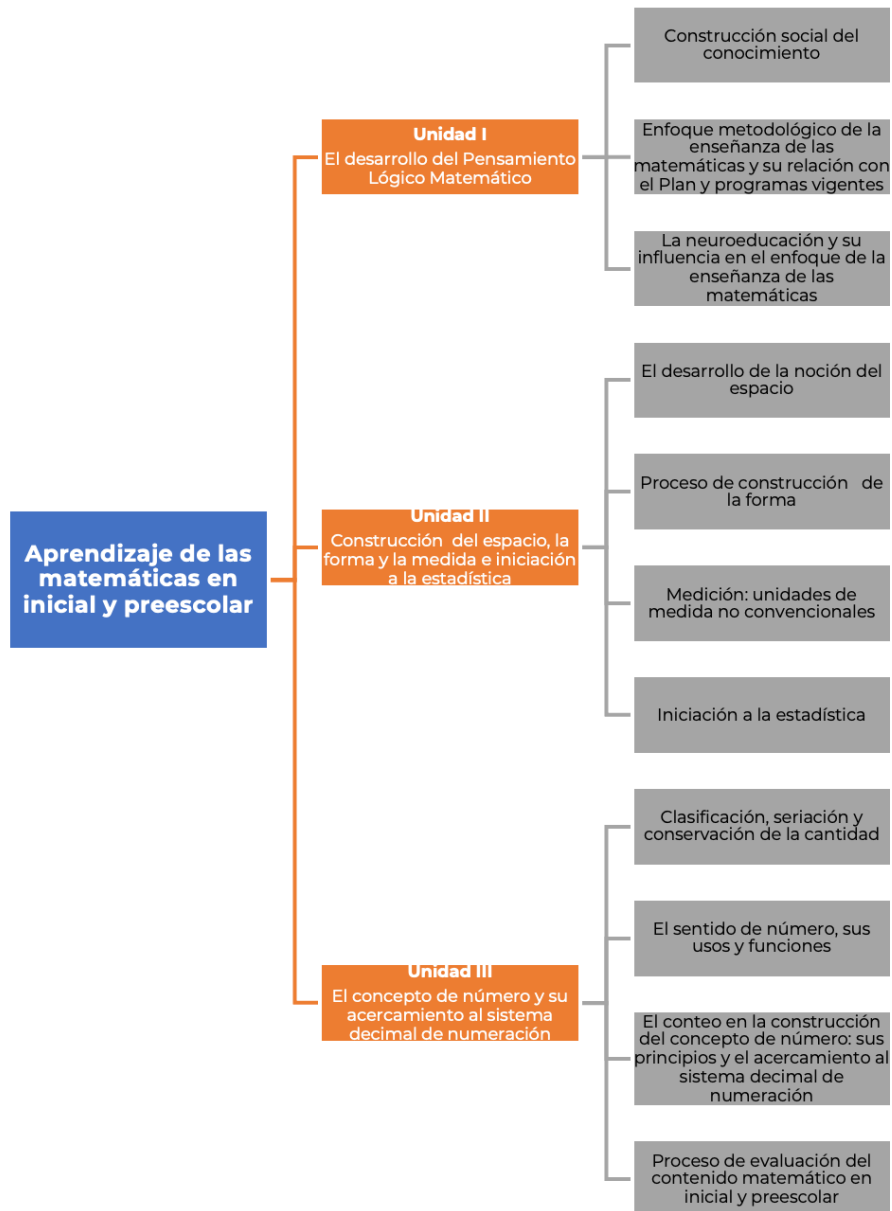 Aprendizaje de las
matemáticas en
inicial y preescolar
Unidad I
El desarrollo del Pensamiento
Lógico Matemático
Construcción social del
conocimiento
Enfoque metodológico de la
enseñanza de las
matemáticas y su relación con
el Plan y programas vigentes
La neuroeducación y su
influencia en el enfoque de la
enseñanza de las
matemáticas
Unidad II
Construcción del espacio, la
forma y la medida e iniciación
a la estadística
El desarrollo de la noción del
espacio
Proceso de construcción de
la forma
Medición: unidades de
medida no convencionales
Iniciación a la estadística
Unidad III
El concepto de número y su
acercamiento al sistema
decimal de numeración
Clasificación, seriación y
conservación de la cantidad
El sentido de número, sus
usos y funciones
El conteo en la construcción
del concepto de número: sus
principios y el acercamiento al
sistema decimal de
numeración
Proceso de evaluación del
contenido matemático en
inicial y preescolar